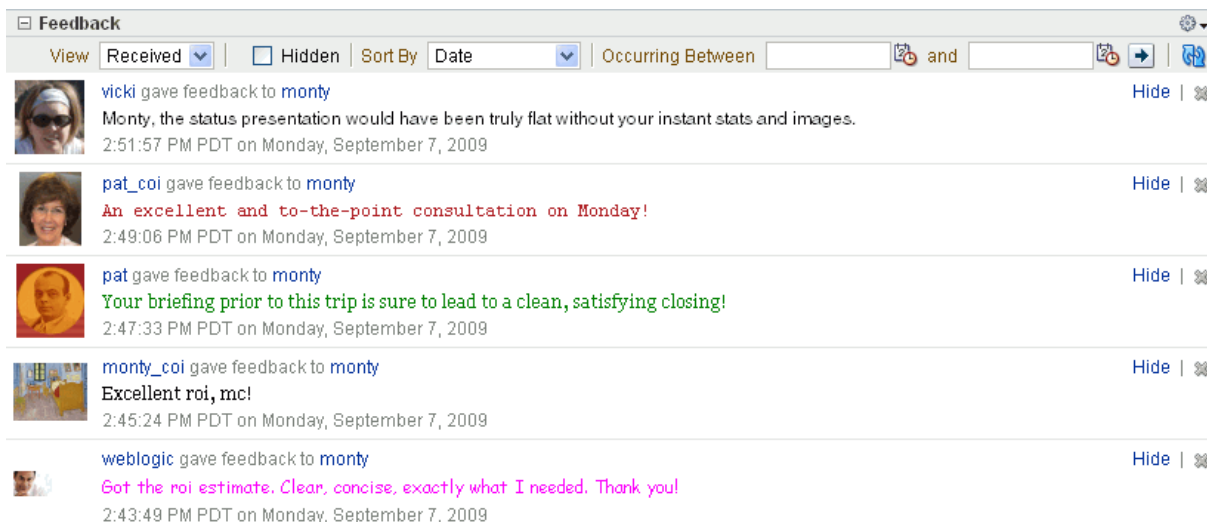 Feedback
View Received Hidden Sort By Date Occurring Between and
vicki gave feedback to monty Hide |
Monty, the status presentation would have been truly flat without your instant stats and images.
2:51:57 PM PDT on Monday, September 7, 2009
pat_coi gave feedback to monty Hide |
An excellent and to-the-point consultation on Monday!
2:49:06 PM PDT on Monday, September 7, 2009
pat gave feedback to monty Hide |
Your briefing prior to this trip is sure to lead to a clean, satisfying closing!
2:47:33 PM PDT on Monday, September 7, 2009
monty_coi gave feedback to monty Hide |
Excellent roi, mc!
2:45:24 PM PDT on Monday, September 7, 2009
weblogic gave feedback to monty Hide |
Got the roi estimate. Clear, concise, exactly what I needed. Thank you!
2:43:49 PM PDT on Monday, September 7, 2009